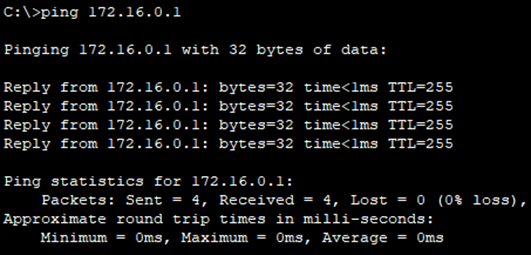 C:\>ping 172.16.0.1
Pinging 172.16.0.1 with 32 bytes of data:
Reply from 172.16.0.1: bytes=32 time<1ms TTL=255
Reply from 172.16.0.1: bytes=32 time<1ms TTL=255
Reply from 172.16.0.1: bytes=32 time<1ms TTL=255
Reply from 172.16.0.1: bytes=32 time<1ms TTL=255
Ping statistics for 172.16.0.1:
Packets: Sent = 4, Received = 4, Lost = 0 (0% loss),
Approximate round trip times in milli-seconds:
Minimum = 0ms, Maximum = 0ms, Average = 0ms